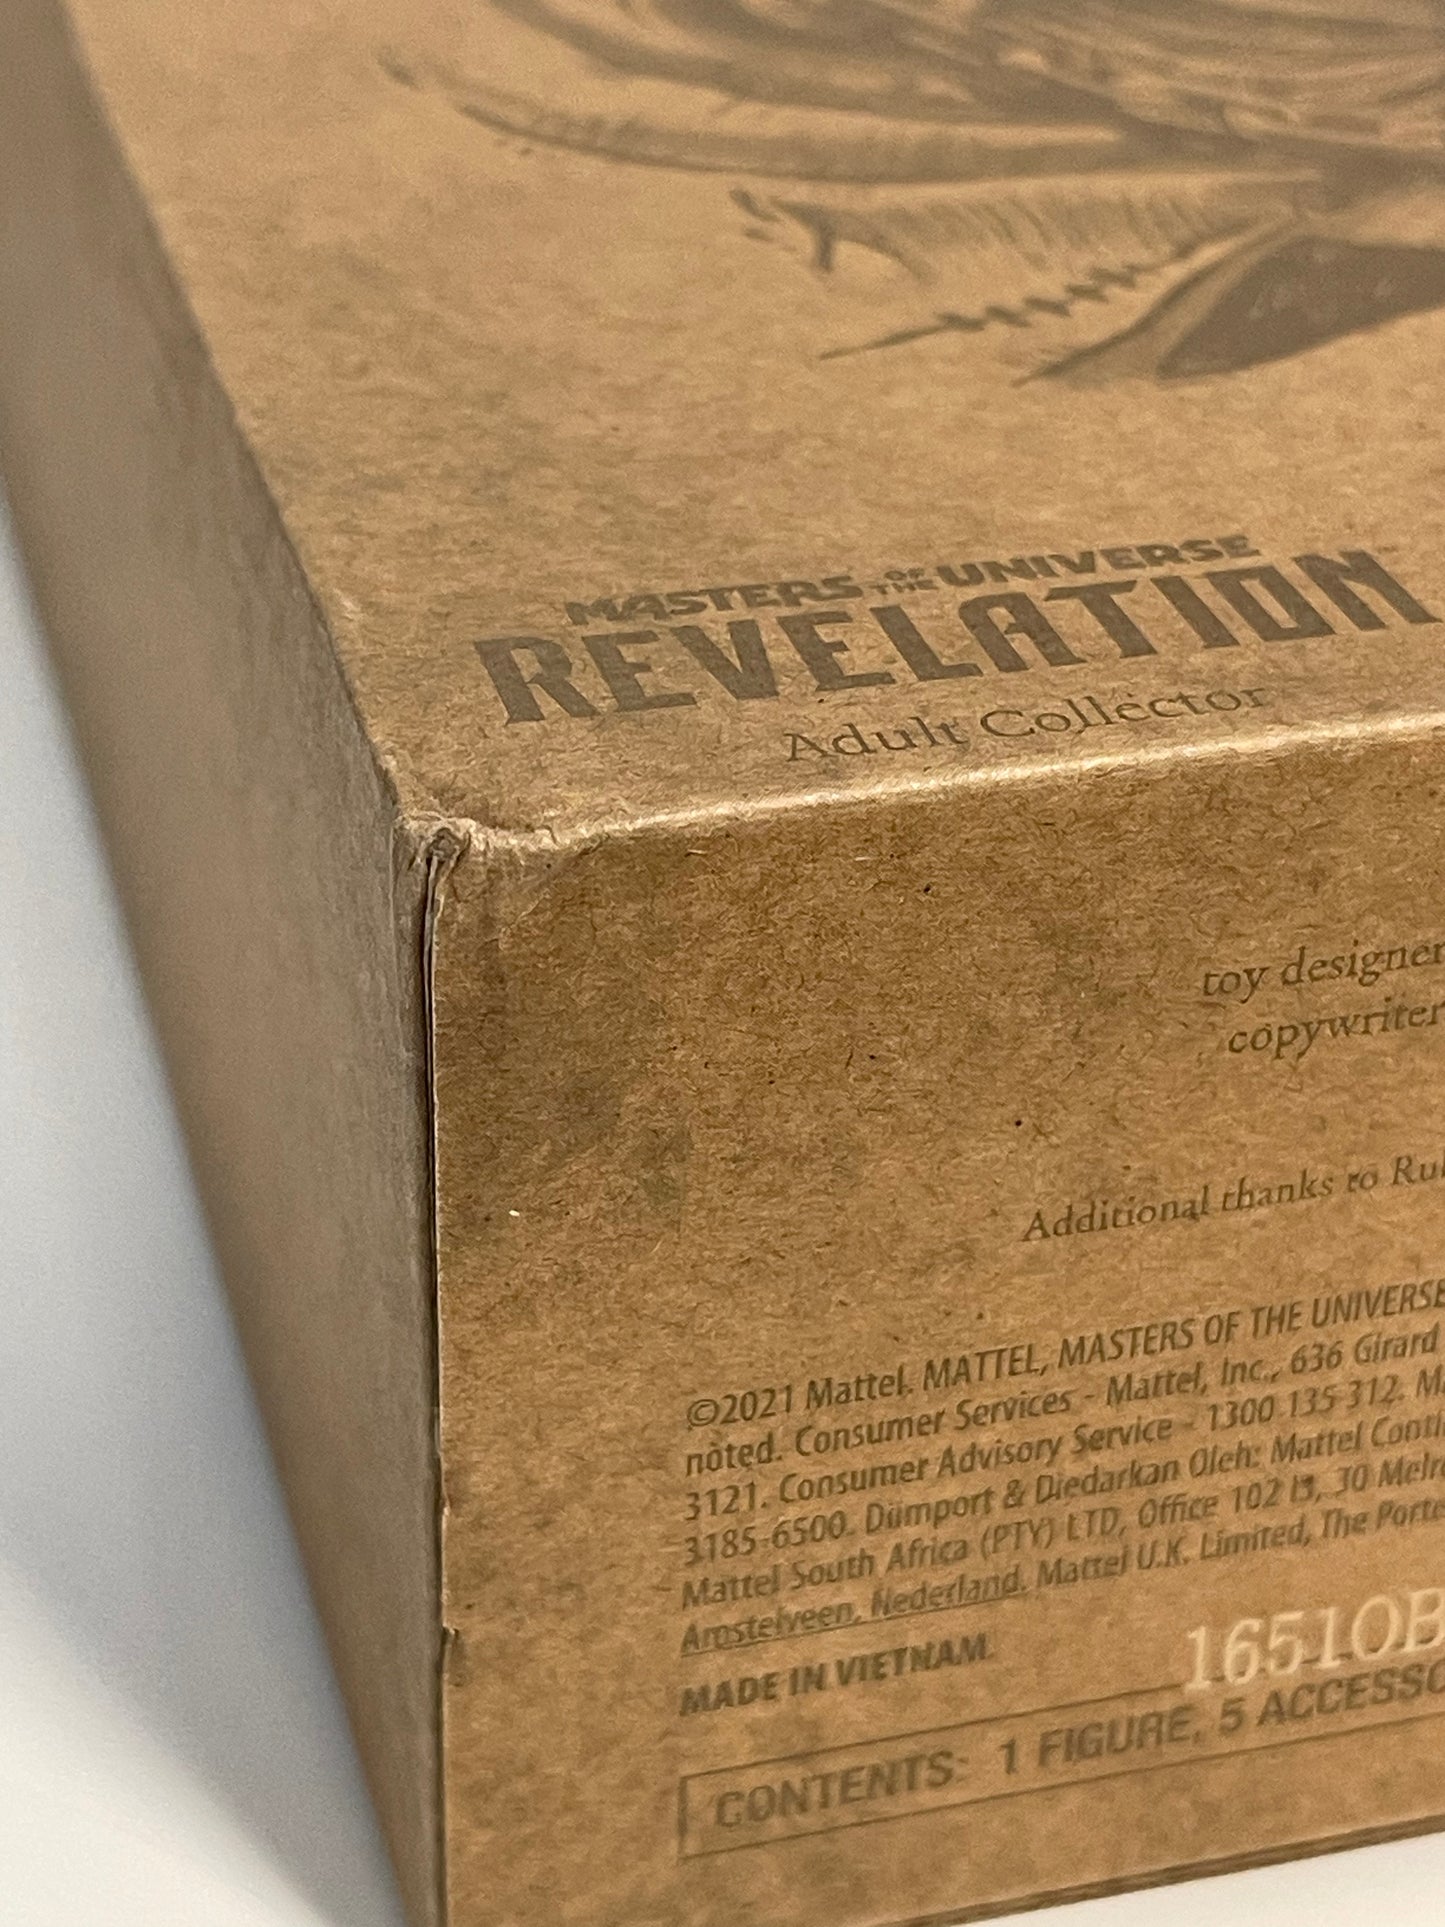 MASTERS OF THE UNIVERSE
REVELATION
Adult Collector
toy designer
copywriter
Additional thanks to
©2021 Mattel. MATTEL, MASTERS OF THE UNIVERSE
noted. Consumer Services - Mattel, Inc., 636 Girard
3121. Consumer Advisory Service - 1300 135 312.
3185-6500. Diimport & Diedarkan Oleh: Mattel
Mattel South Africa (PTY) LTD, Office 102 I3, 30
Amstelveen, Nederland. Mattel U.K. Limited, The
MADE IN VIETNAM.
16510B
CONTENTS: 1 FIGURE, 5